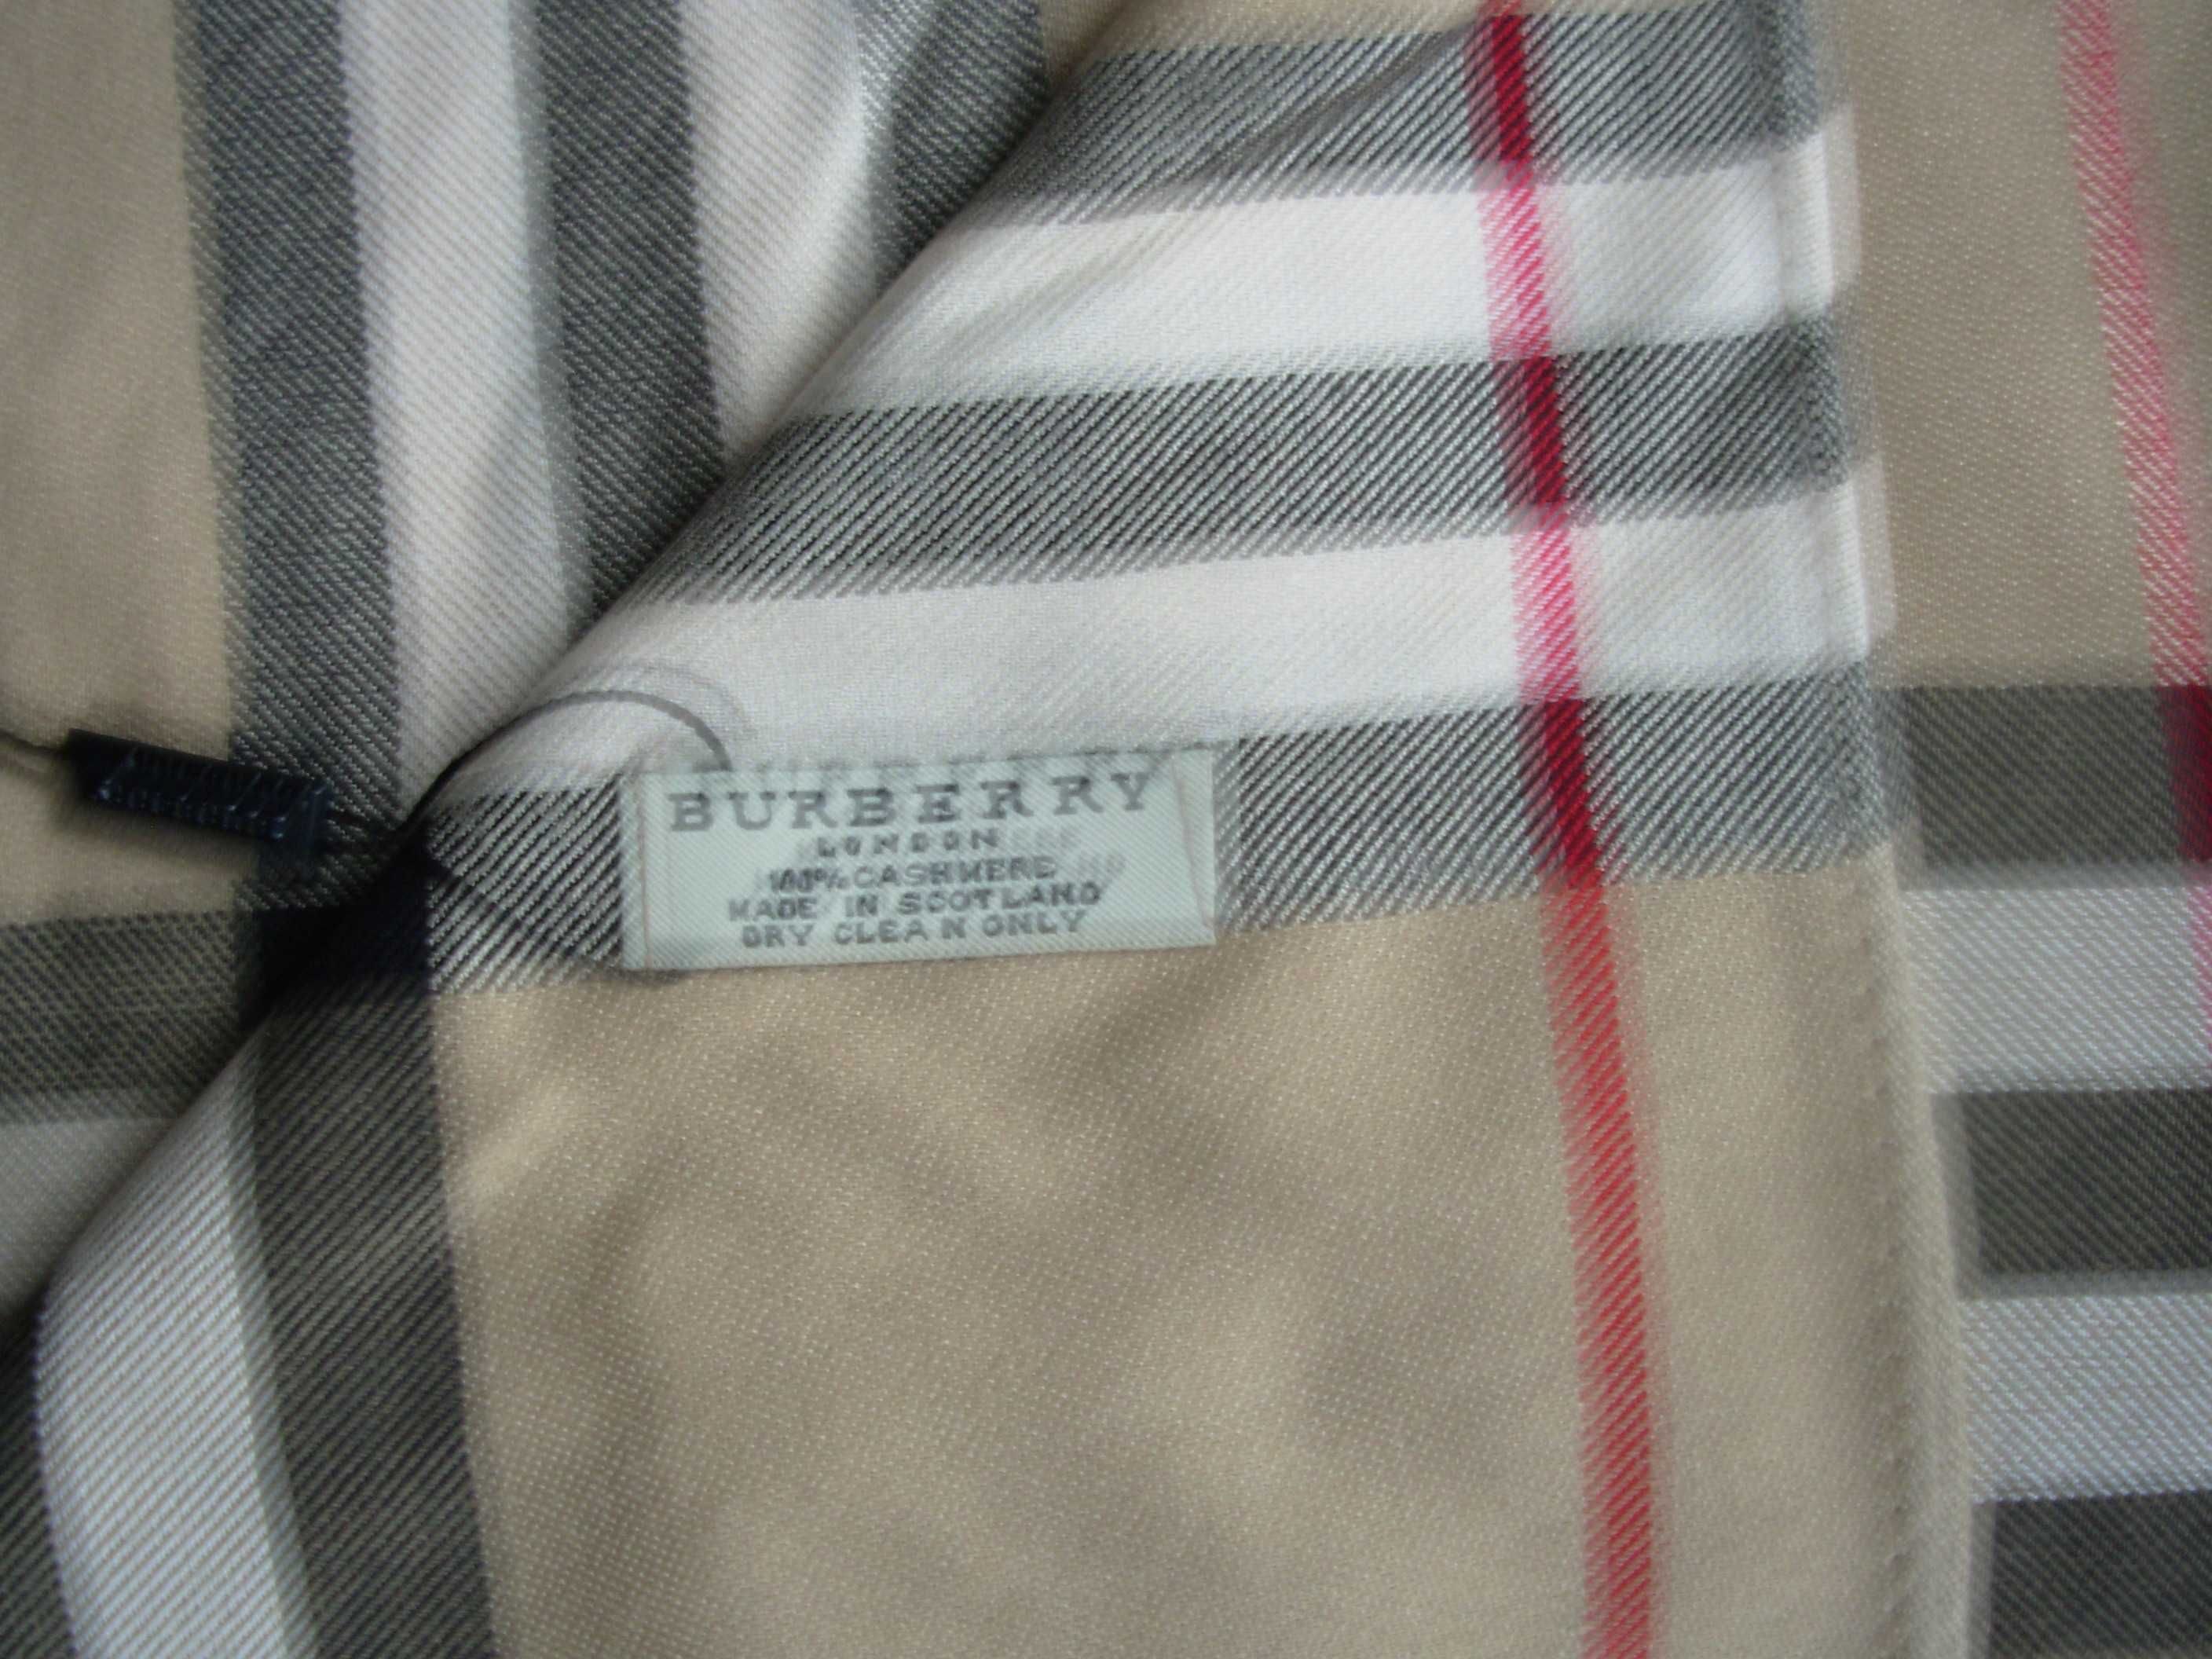 BURBERRY
LONDON
100% CASHMERE
MADE IN SCOTLAND
DRY CLEAN ONLY